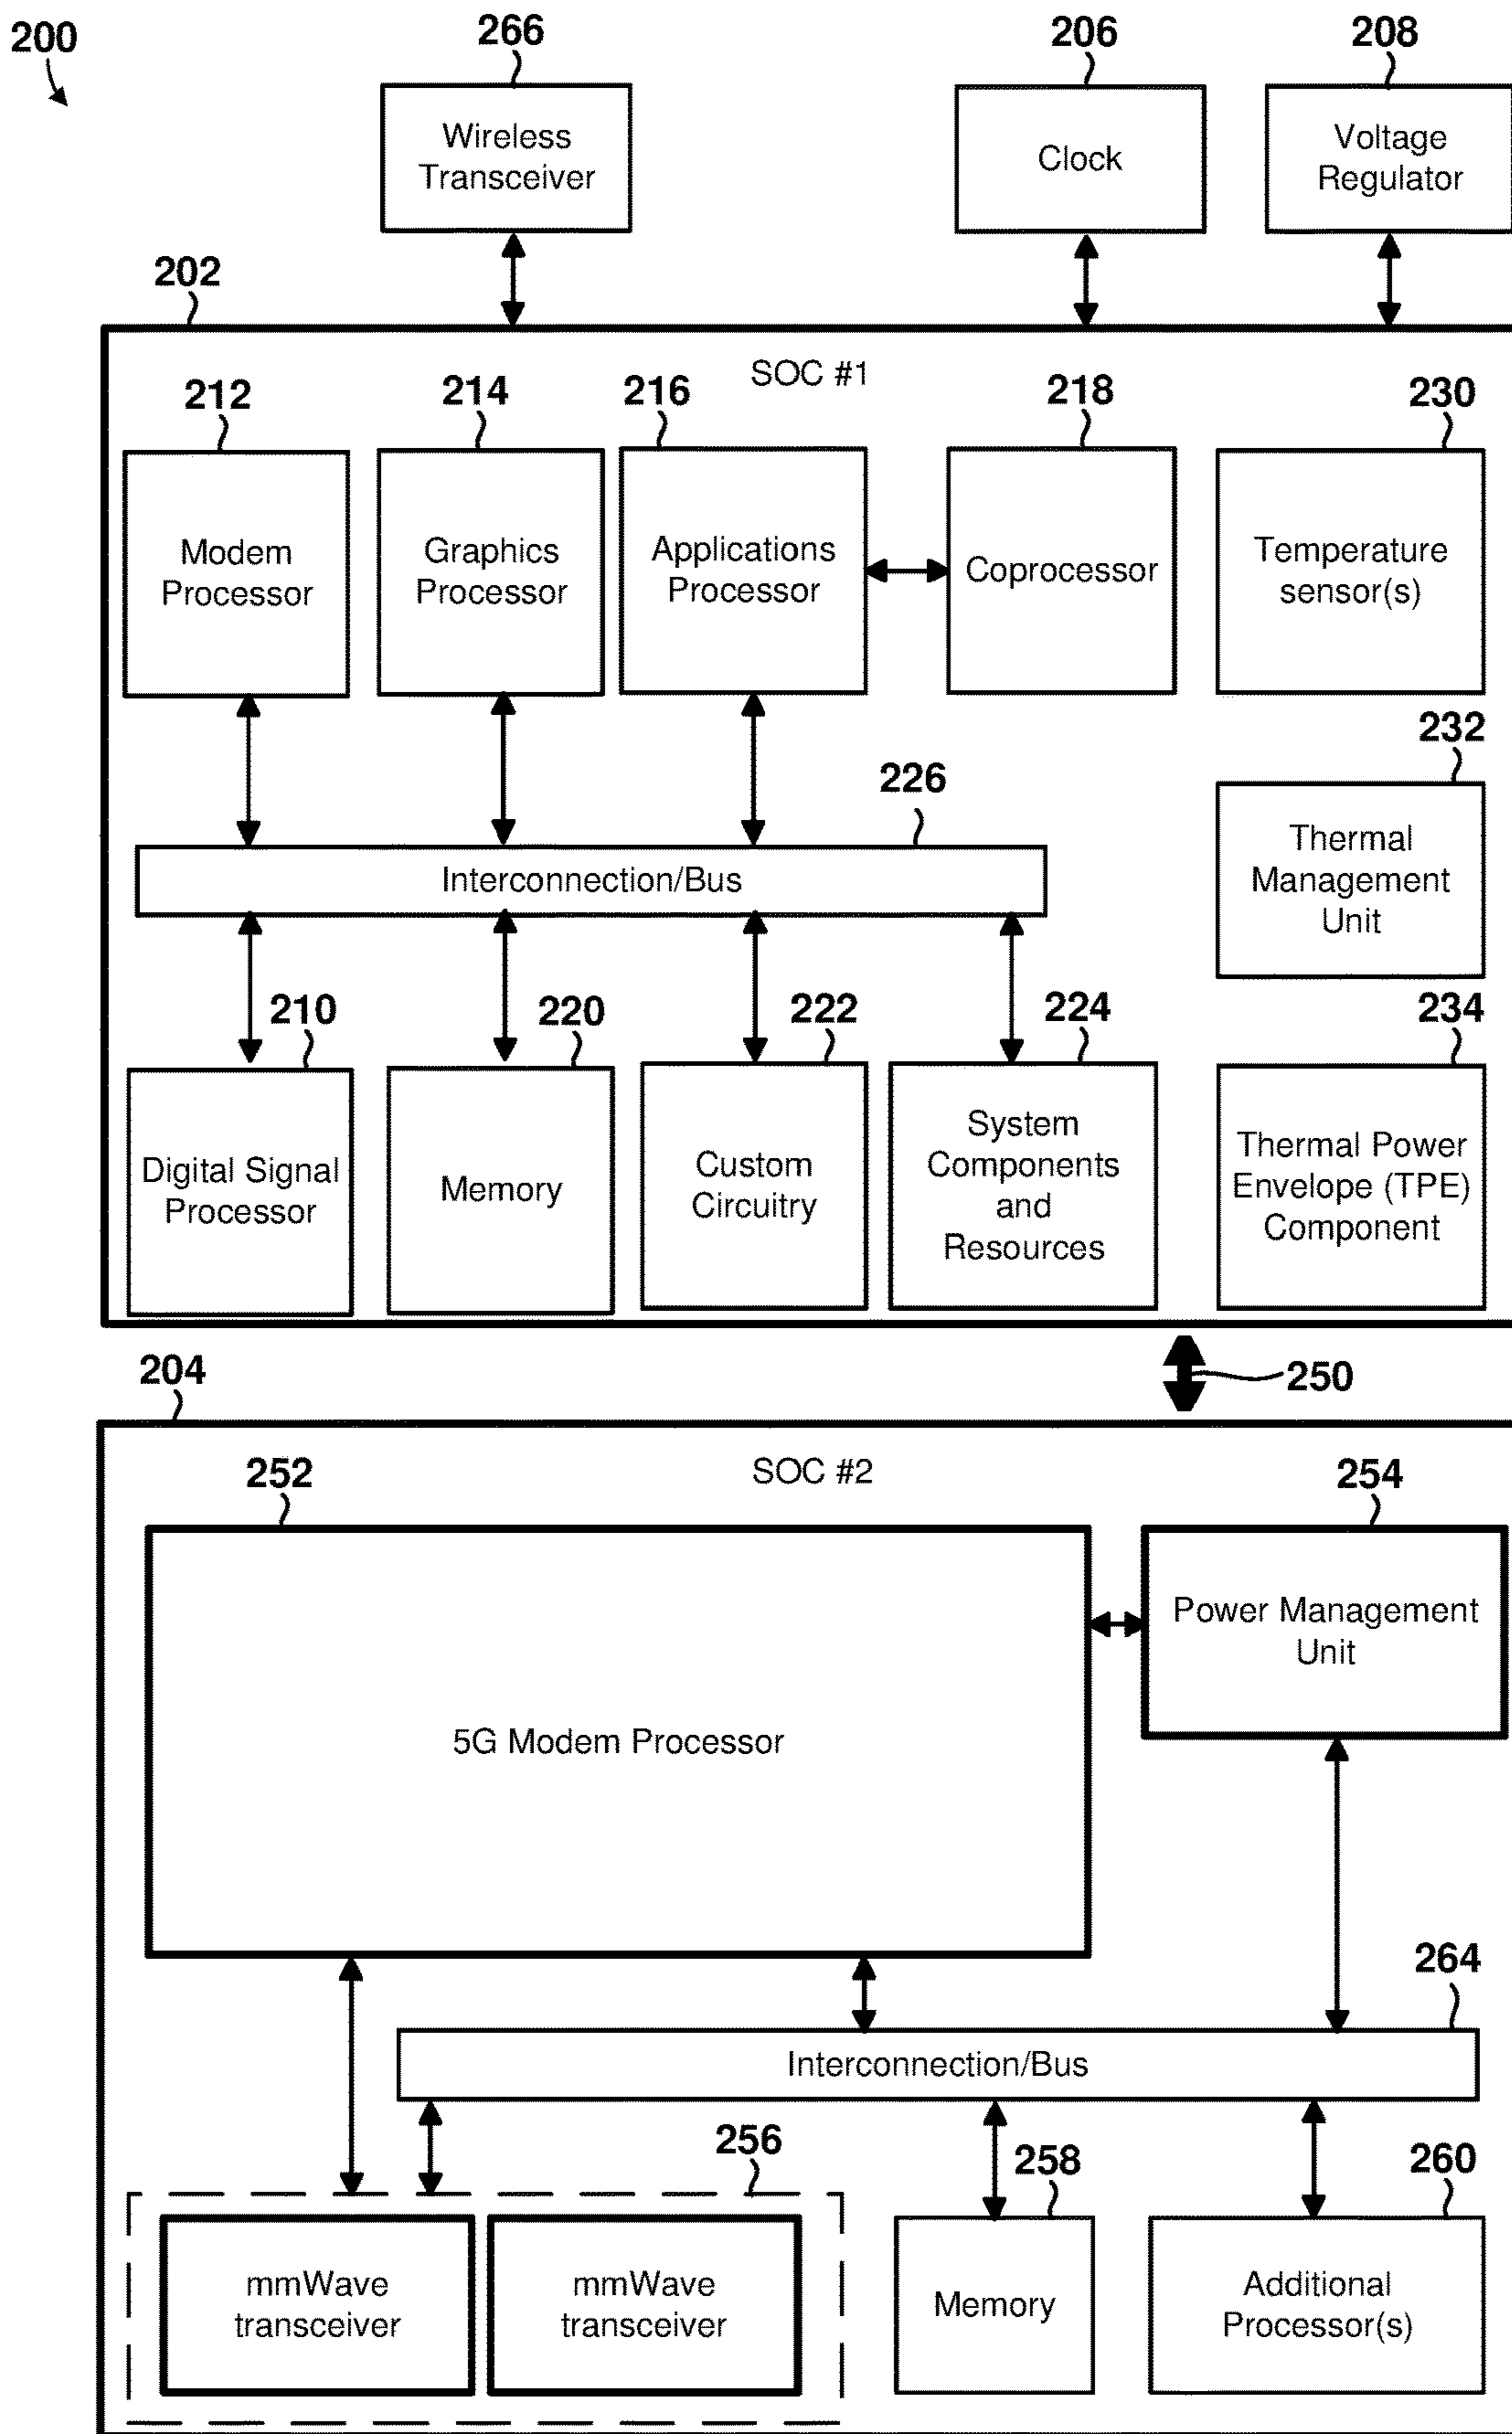 200
266
206
208
Wireless
Transceiver
Clock
Voltage
Regulator
202
SOC #1
212
214
216
218
230
Modem
Processor
Graphics
Processor
Applications
Processor
Coprocessor
Temperature
sensor(s)
232
226
Thermal
Management
Unit
Interconnection/Bus
210
220
222
224
234
Digital Signal
Processor
Memory
Custom
Circuitry
System
Components
and
Resources
Thermal Power
Envelope (TPE)
Component
204
250
SOC #2
252
254
5G Modem Processor
Power Management
Unit
264
Interconnection/Bus
256
258
260
mmWave
transceiver
mmWave
transceiver
Memory
Additional
Processor(s)